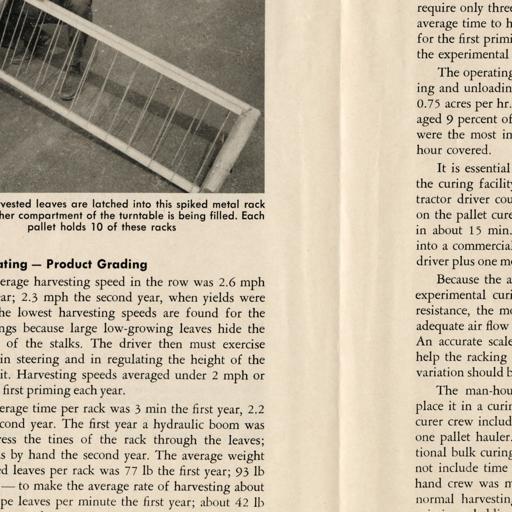 vested leaves are latched into this spiked metal rack
her compartment of the turntable is being filled. Each
pallet holds 10 of these racks
ating — Product Grading
erage harvesting speed in the row was 2.6 mph
ar; 2.3 mph the second year, when yields were
he lowest harvesting speeds are found for the
ngs because large low-growing leaves hide the
of the stalks. The driver then must exercise
in steering and in regulating the height of the
it. Harvesting speeds averaged under 2 mph or
first priming each year.
erage time per rack was 3 min the first year, 2.2
cond year. The first year a hydraulic boom was
ress the tines of the rack through the leaves;
s by hand the second year. The average weight
ed leaves per rack was 77 lb the first year; 93 lb
— to make the average rate of harvesting about
pe leaves per minute the first year; about 42 lb
require only three
average time to h
for the first primi
the experimental
The operating
ing and unloadin
0.75 acres per hr.
aged 9 percent of
were the most in
hour covered.
It is essential
the curing facility
tractor driver cou
on the pallet cure
in about 15 min.
into a commercia
driver plus one mo
Because the a
experimental curi
resistance, the mo
adequate air flow
An accurate scale
help the racking
variation should b
The man-hou
place it in a curin
curer crew includ
one pallet hauler.
tional bulk curing
not include time
hand crew was m
normal harvesting